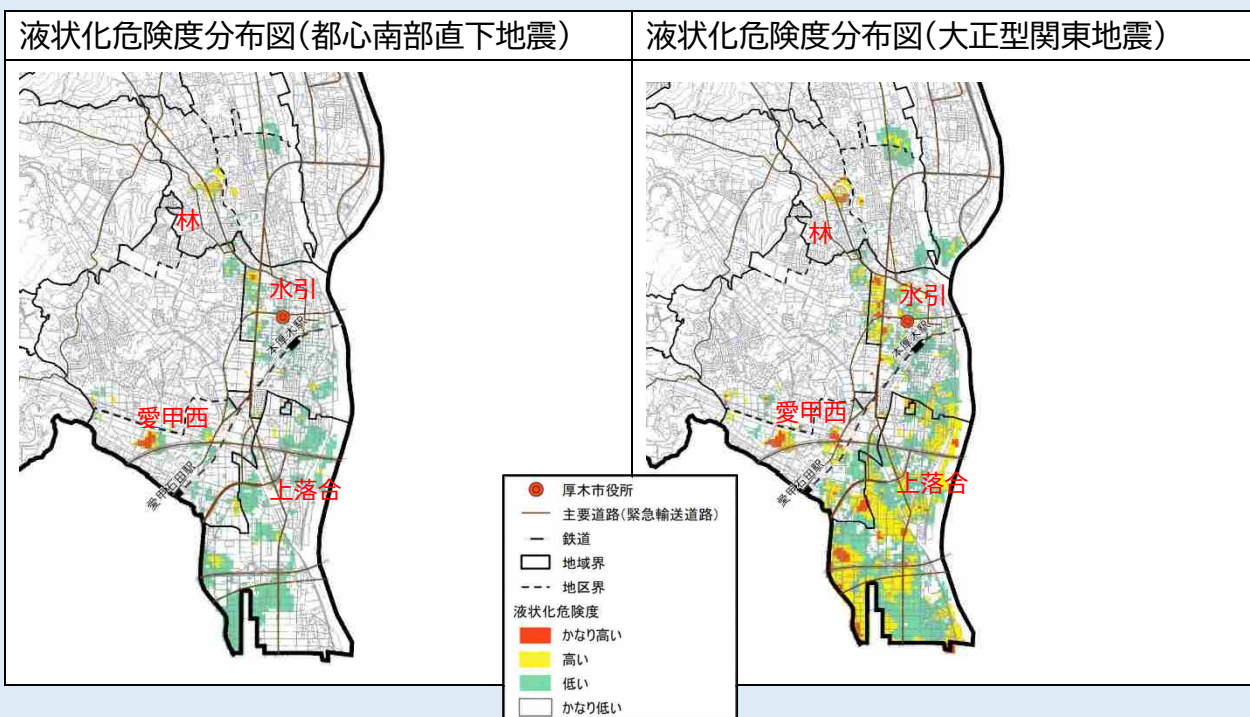 液状化危険度分布図(都心南部直下地震)
液状化危険度分布図(大正型関東地震)
林
水引
本厚木駅
愛甲西
愛甲石田駅
上落合
林
水引
本厚木駅
愛甲西
愛甲石田駅
上落合
厚木市役所
主要道路(緊急輸送道路)
鉄道
地域界
地区界
液状化危険度
かなり高い
高い
低い
かなり低い